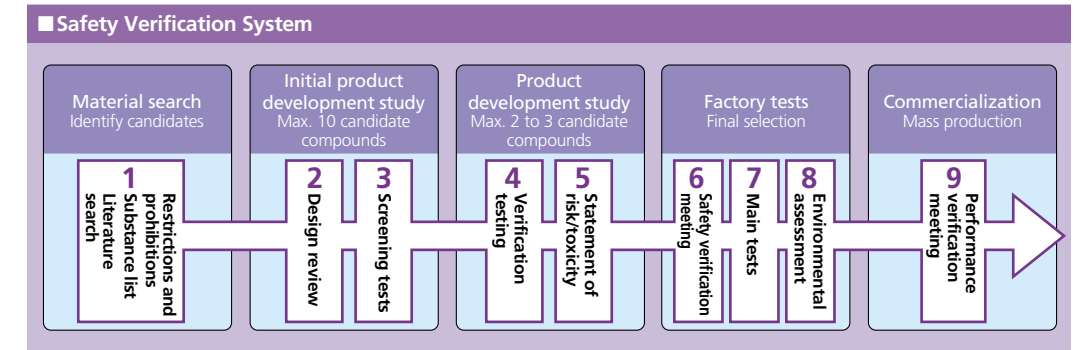 ■Safety Verification System
Material search
Identify candidates
1
Restrictions and
prohibitions
Substance list
Literature
search
Initial product
development study
Max. 10 candidate
compounds
2
Design review
3
Screening tests
Product
development study
Max. 2 to 3 candidate
compounds
4
Verification
testing
5
Statement of
risk/toxicity
Factory tests
Final selection
6
Safety verification
meeting
7
Main tests
8
Environmental
assessment
Commercialization
Mass production
9
Performance
verification
meeting